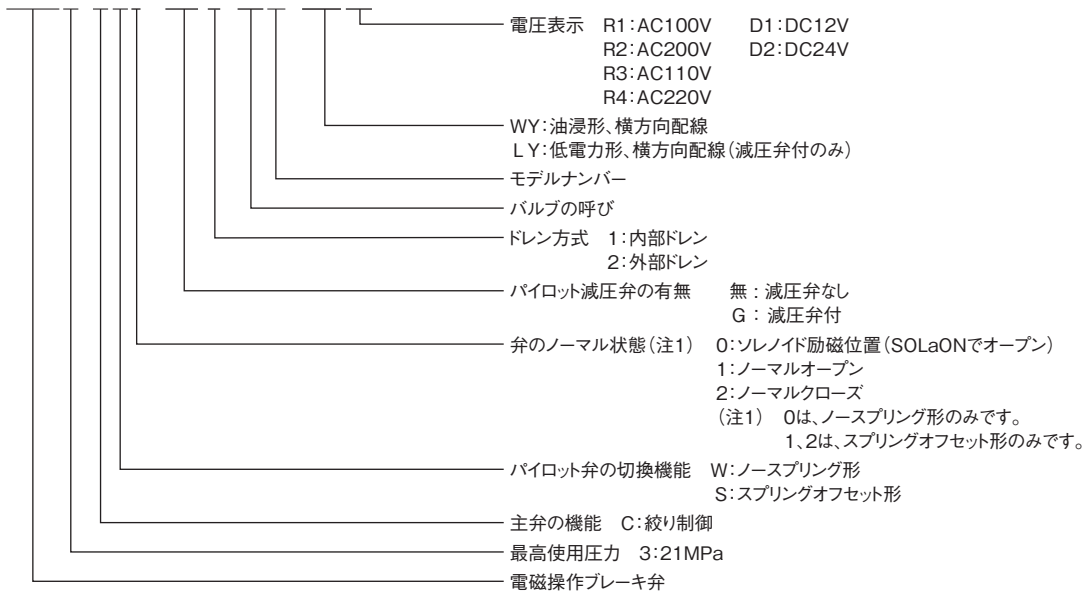 電圧表示 R1:AC100V D1:DC12V
R2:AC200V D2:DC24V
R3:AC110V
R4:AC220V
WY:油浸形、横方向配線
LY:低電力形、横方向配線(減圧弁付のみ)
モデルナンバー
バルブの呼び
ドレン方式 1:内部ドレン
2:外部ドレン
パイロット減圧弁の有無 無:減圧弁なし
G:減圧弁付
弁のノーマル状態(注1) 0:ソレノイド励磁位置(SOLaONでオープン)
1:ノーマルオープン
2:ノーマルクローズ
(注1) 0は、ノースプリング形のみです。
1、2は、スプリングオフセット形のみです。
パイロット弁の切換機能 W:ノースプリング形
S:スプリングオフセット形
主弁の機能 C:絞り制御
最高使用圧力 3:21MPa
電磁操作ブレーキ弁